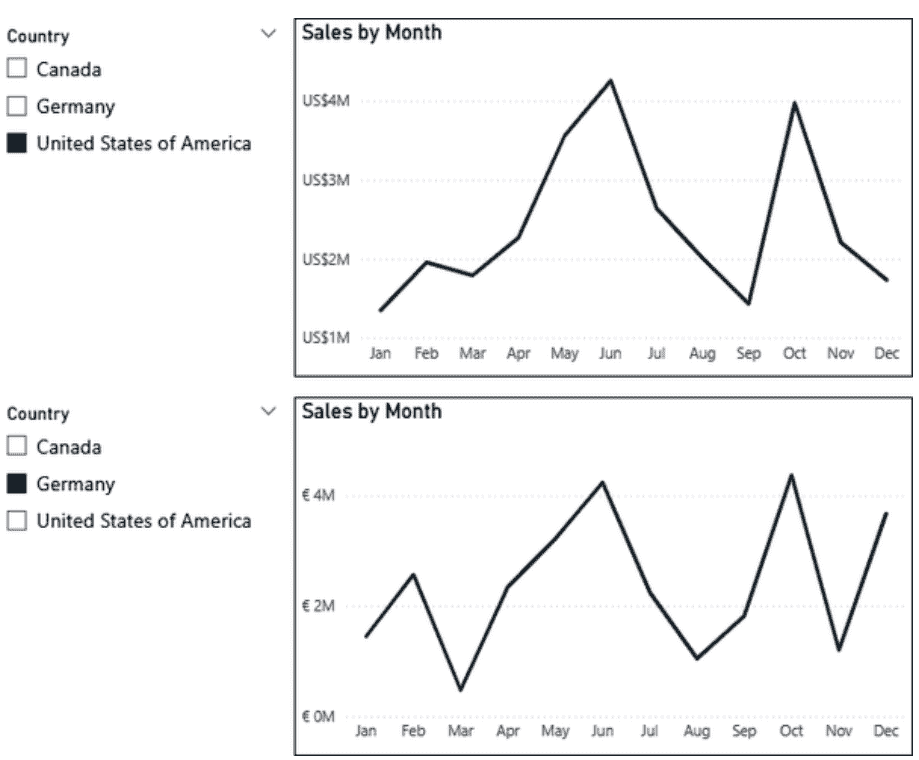 Country
Canada
Germany
United States of America
Sales by Month
US$4M
US$3M
US$2M
US$1M
Jan Feb Mar Apr May Jun Jul Aug Sep Oct Nov Dec
Country
Canada
Germany
United States of America
Sales by Month
€ 4M
€ 2M
€ 0M
Jan Feb Mar Apr May Jun Jul Aug Sep Oct Nov Dec